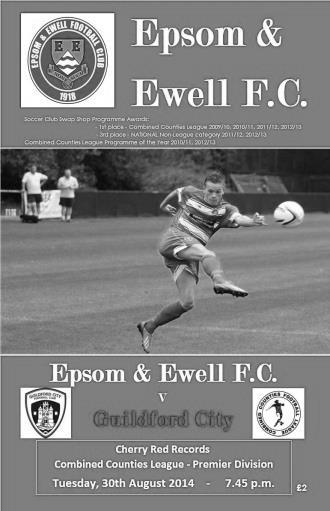 EPSOM & EWELL FOOTBALL CLUB
1918
Epsom &
Ewell F.C.
Soccer Club Swap Shop Programme Awards:
- 1st place - Combined Counties League 2009/10, 2010/11, 2011/12, 2012/13
- 3rd place - NATIONAL Non-League category 2011/12, 2012/13
Combined Counties League Programme of the Year 2010/11, 2012/13
Epsom & Ewell F.C.
v
Guildford City
GUILDFORD CITY
COMBINED COUNTIES FOOTBALL LEAGUE
Cherry Red Records
Combined Counties League - Premier Division
Tuesday, 30th August 2014 - 7.45 p.m.
£2